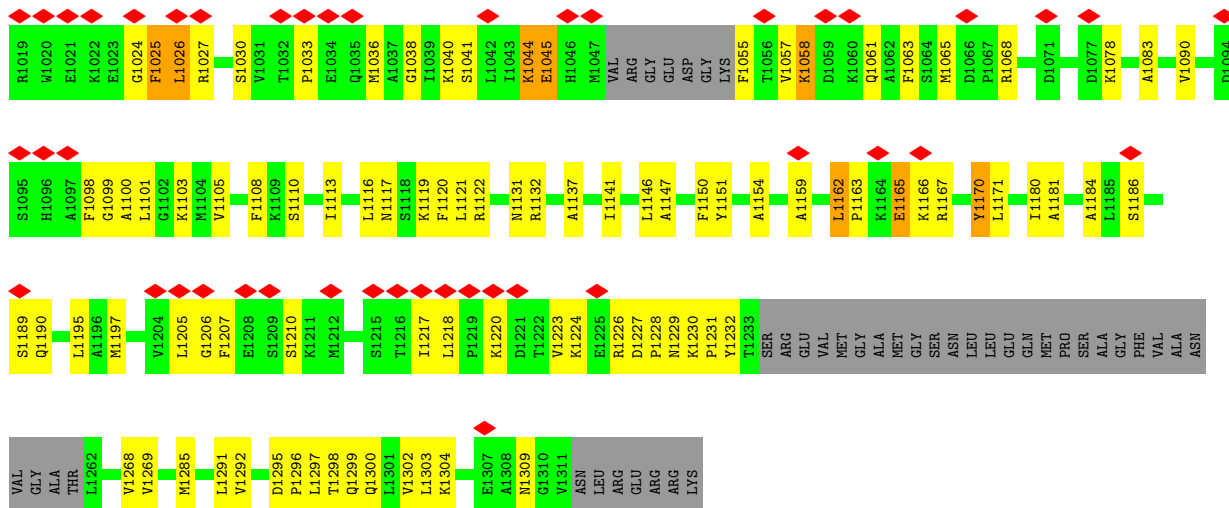 R1019 W1020 E1021 K1022 E1023 G1024 F1025 L1026 R1027 S1030 V1031 T1032 P1033 E1034 Q1035 M1036 A1037 G1038 I1039 K1040 S1041 L1042 I1043 K1044 E1045 H1046 M1047 VAL ARG GLY GLU ASP GLY LYS F1055 T1056 V1057 K1058 D1059 K1060 Q1061 A1062 F1063 S1064 M1065 D1066 P1067 R1068 D1071 D1077 K1078 A1083 V1090 D1094
S1095 H1096 A1097 F1098 G1099 A1100 L1101 G1102 K1103 M1104 V1105 F1108 K1109 S1110 I1113 L1116 N1117 S1118 K1119 F1120 L1121 R1122 N1131 R1132 A1137 I1141 L1146 A1147 F1150 Y1151 A1154 A1159 L1162 P1163 K1164 E1165 K1166 R1167 Y1170 L1171 I1180 A1181 A1184 L1185 S1186
S1189 Q1190 L1195 A1196 M1197 V1204 L1205 G1206 F1207 E1208 S1209 S1210 K1211 M1212 S1215 T1216 I1217 L1218 P1219 K1220 D1221 T1222 V1223 K1224 E1225 R1226 D1227 P1228 N1229 K1230 P1231 Y1232 T1233 SER ARG GLU VAL MET GLY ALA MET GLY SER ASN LEU LEU GLU GLN MET PRO SER ALA GLY PHE VAL ALA ASN
VAL GLY ALA THR L1262 V1268 V1269 M1285 L1291 V1292 D1295 P1296 L1297 T1298 Q1299 Q1300 L1301 V1302 L1303 K1304 E1307 A1308 N1309 G1310 V1311 ASN LEU ARG GLU ARG ARG LYS